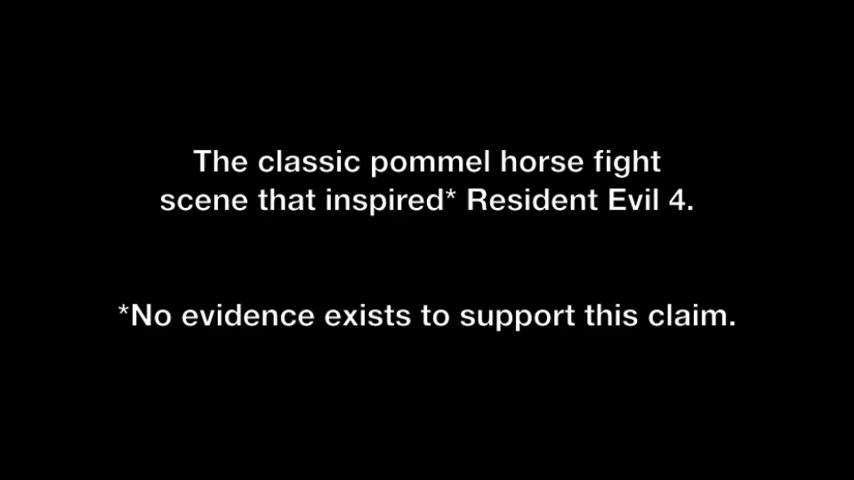 The classic pommel horse fight
scene that inspired* Resident Evil 4.
*No evidence exists to support this claim.